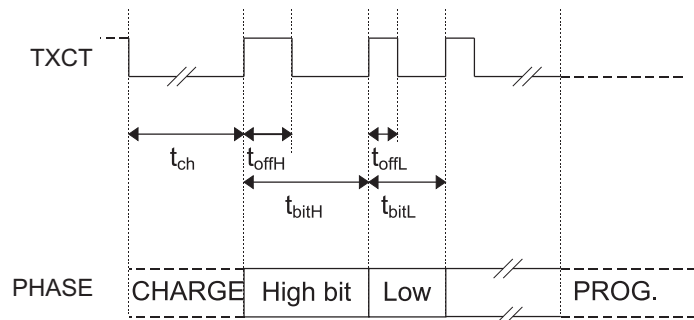 TXCT
t_ch t_offH t_offL
t_bitH t_bitL
PHASE CHARGE High bit Low PROG.